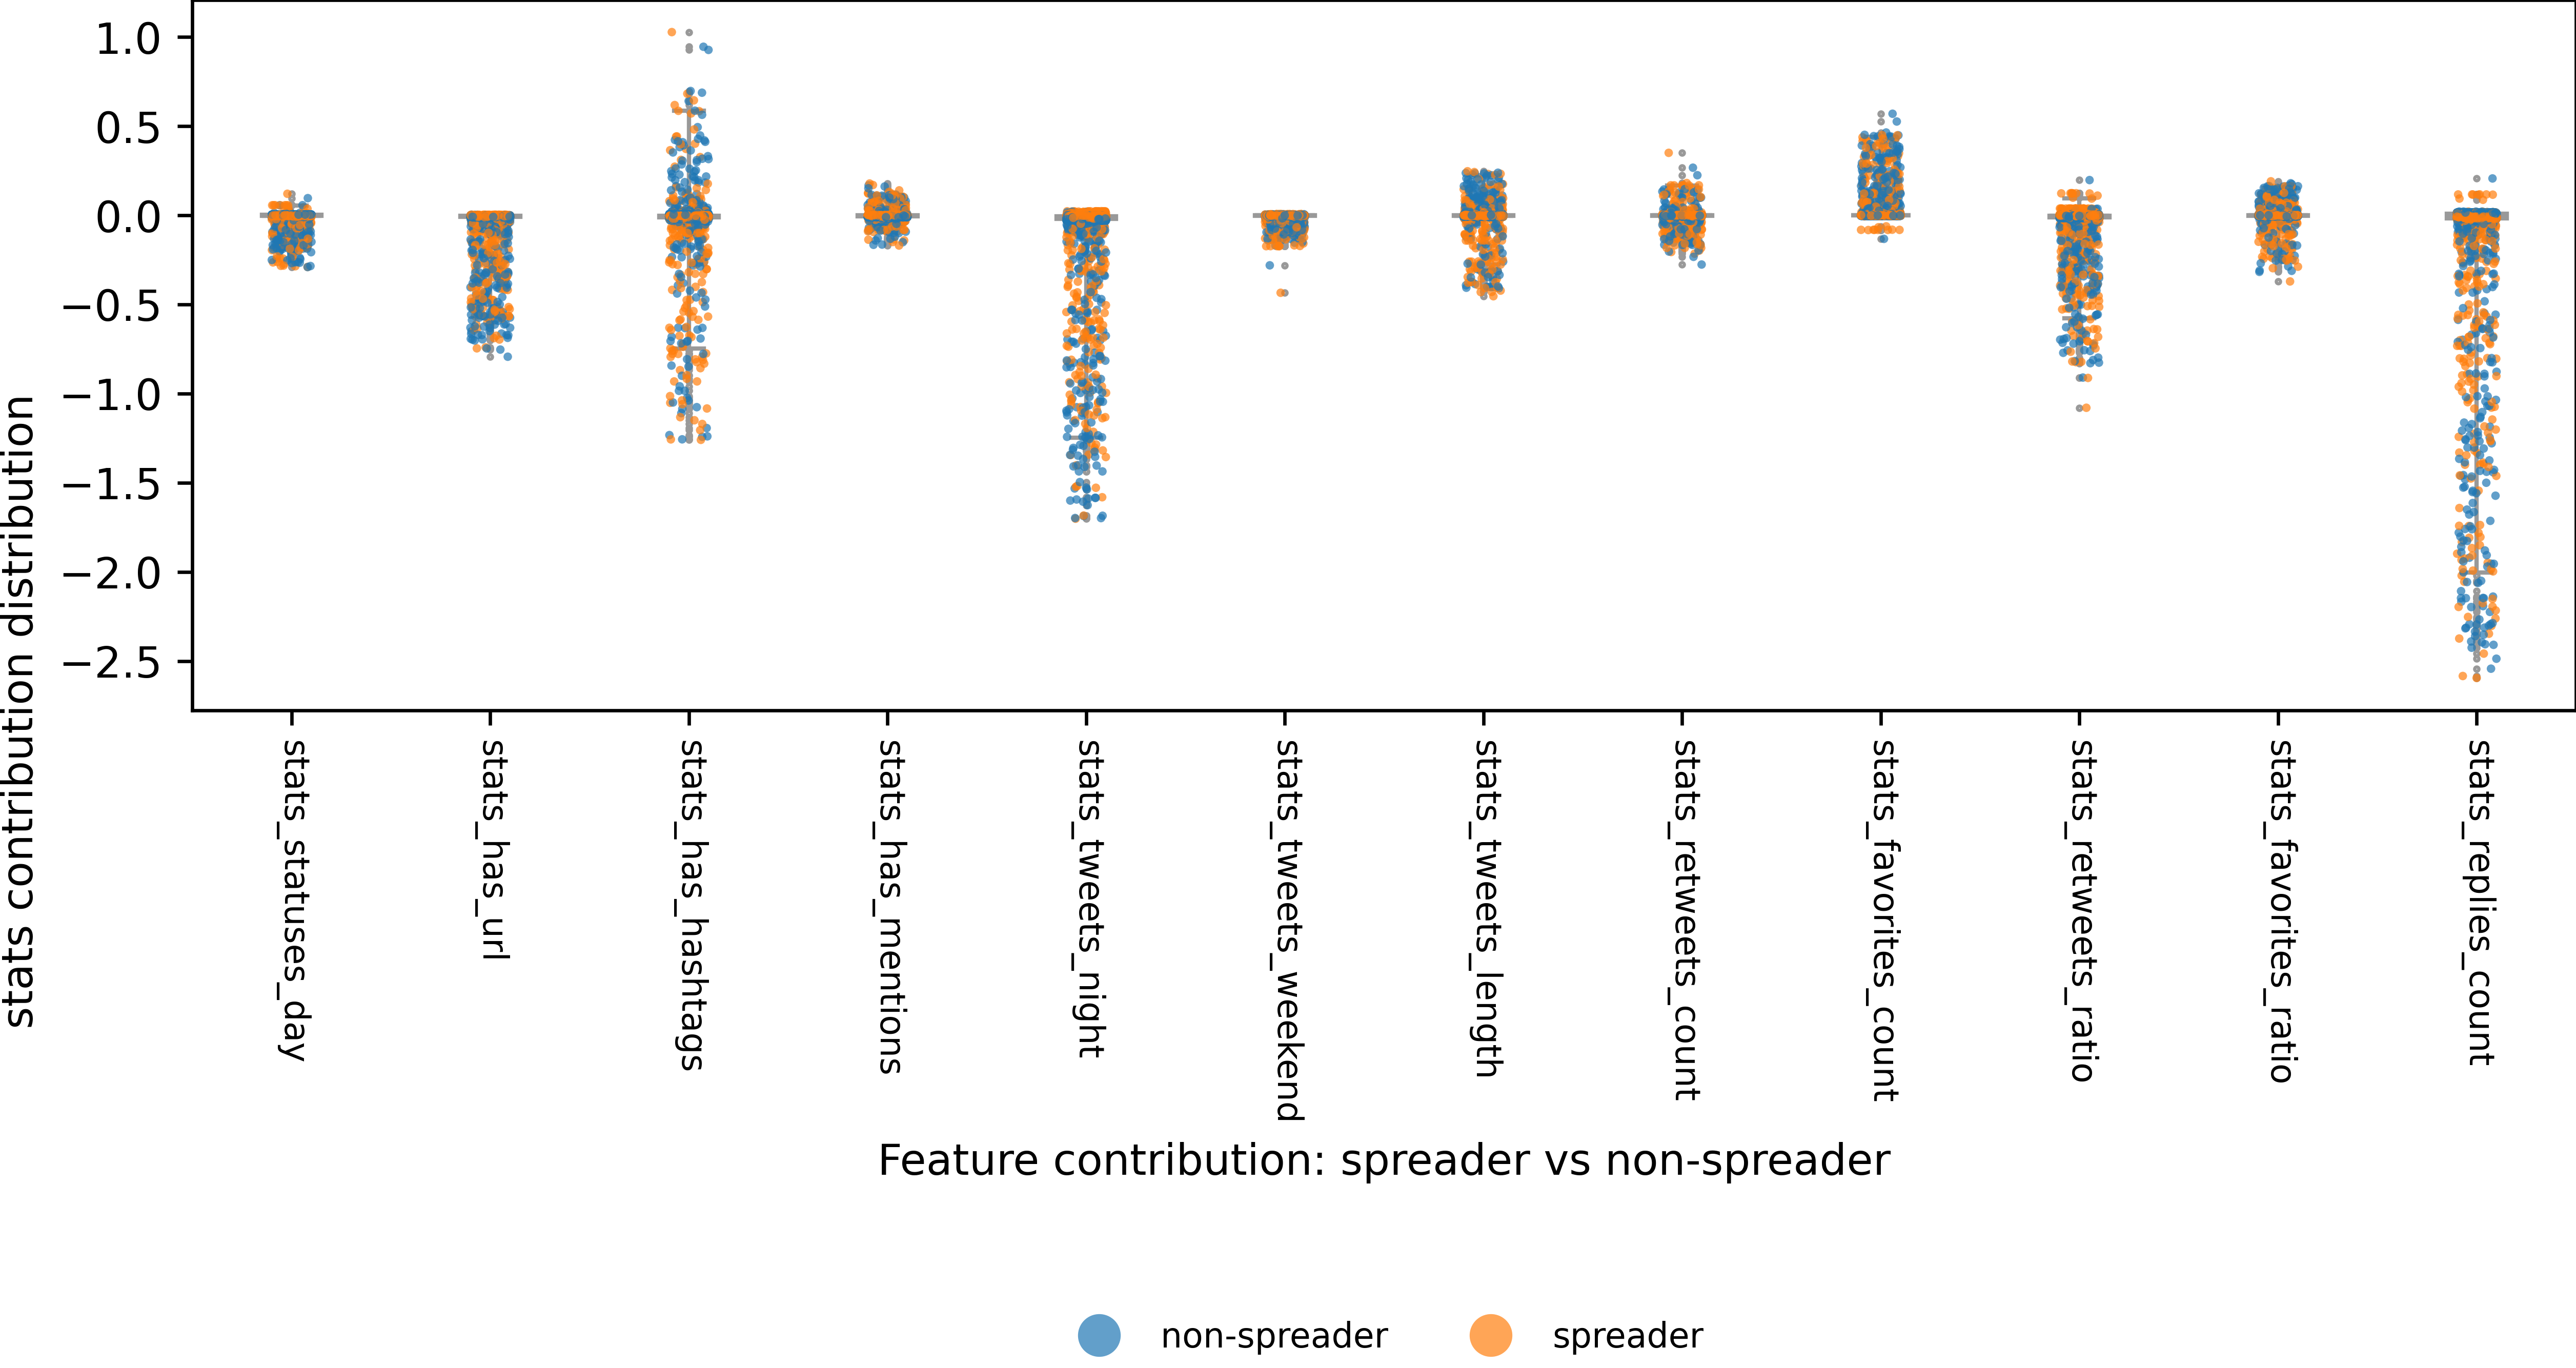 1.0
0.5
0.0
−0.5
−1.0
−1.5
−2.0
−2.5
stats contribution distribution
stats_statuses_day
stats_has_url
stats_has_hashtags
stats_has_mentions
stats_tweets_night
stats_tweets_weekend
stats_tweets_length
stats_retweets_count
stats_favorites_count
stats_retweets_ratio
stats_favorites_ratio
stats_replies_count
Feature contribution: spreader vs non-spreader
non-spreader
spreader